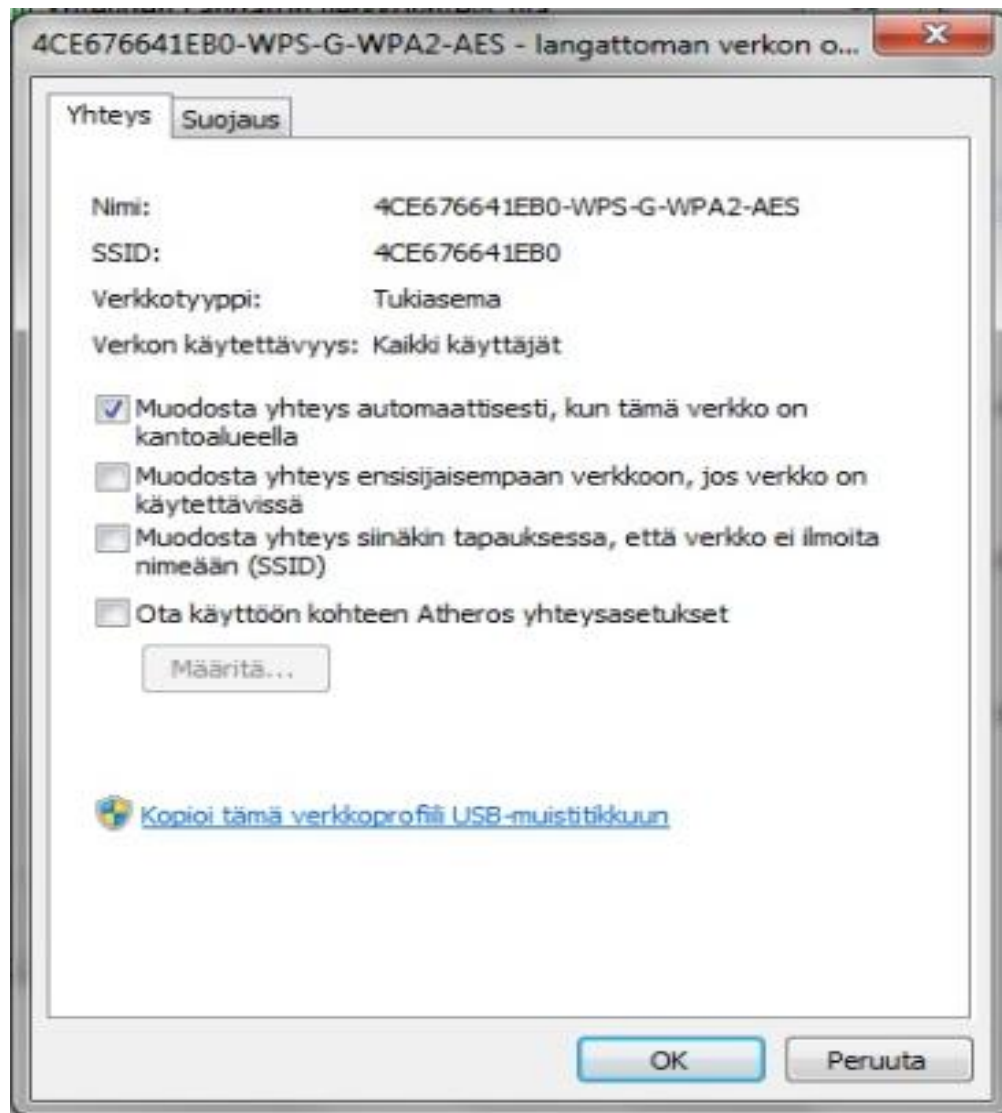 4CE676641EB0-WPS-G-WPA2-AES - langattoman verkon o...
Yhteys
Suojaus
Nimi: 4CE676641EB0-WPS-G-WPA2-AES
SSID: 4CE676641EB0
Verkkotyyppi: Tukiasema
Verkon käytettävyys: Kaikki käyttäjät
Muodosta yhteys automaattisesti, kun tämä verkko on
kantoalueella
Muodosta yhteys ensisijaisempaan verkkoon, jos verkko on
käytettävissä
Muodosta yhteys siinäkin tapauksessa, että verkko ei ilmoita
nimeään (SSID)
Ota käyttöön kohteen Atheros yhteysasetukset
Määritä...
Kopioi tämä verkkoprofiili USB-muistitikkuun
OK
Peruuta